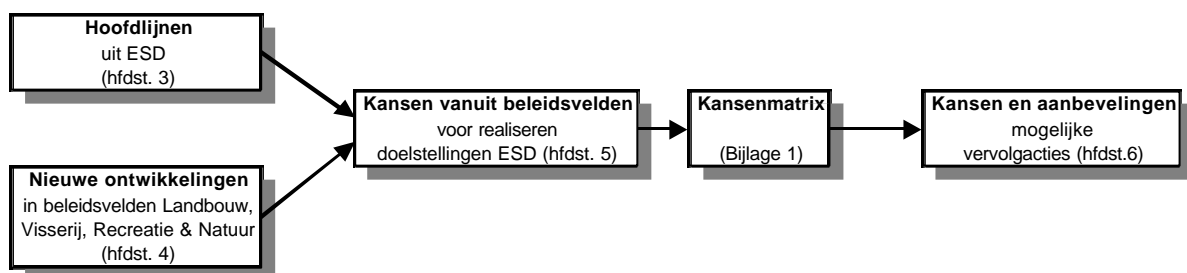 Hoofdlijnen
uit ESD
(hfdst. 3)
Nieuwe ontwikkelingen
in beleidsvelden Landbouw,
Visserij, Recreatie & Natuur
(hfdst. 4)
Kansen vanuit beleidsvelden
voor realiseren
doelstellingen ESD (hfdst. 5)
Kansenmatrix
(Bijlage 1)
Kansen en aanbevelingen
mogelijke
vervolgacties (hfdst.6)